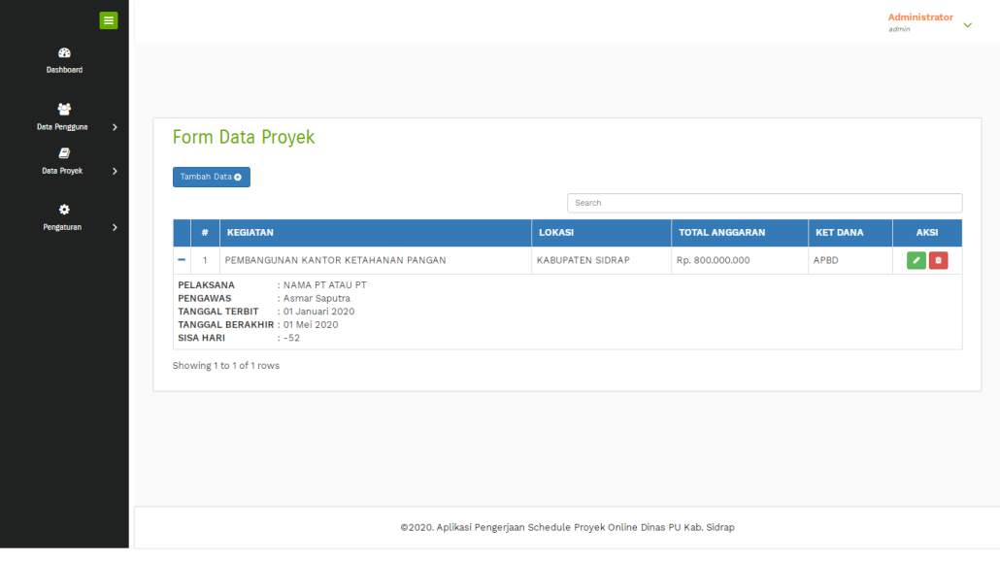 Administrator
admin
Dashboard
Data Pengguna
Data Proyek
Pengaturan
Form Data Proyek
Tambah Data
Search
# KEGIATAN LOKASI TOTAL ANGGARAN KET DANA AKSI
1 PEMBANGUNAN KANTOR KETAHANAN PANGAN KABUPATEN SIDRAP Rp. 800.000.000 APBD
PELAKSANA : NAMA PT ATAU PT
PENGAWAS : Asmar Saputra
TANGGAL TERBIT : 01 Januari 2020
TANGGAL BERAKHIR : 01 Mei 2020
SISA HARI : -52
Showing 1 to 1 of 1 rows
©2020. Aplikasi Pengerjaan Schedule Proyek Online Dinas PU Kab. Sidrap